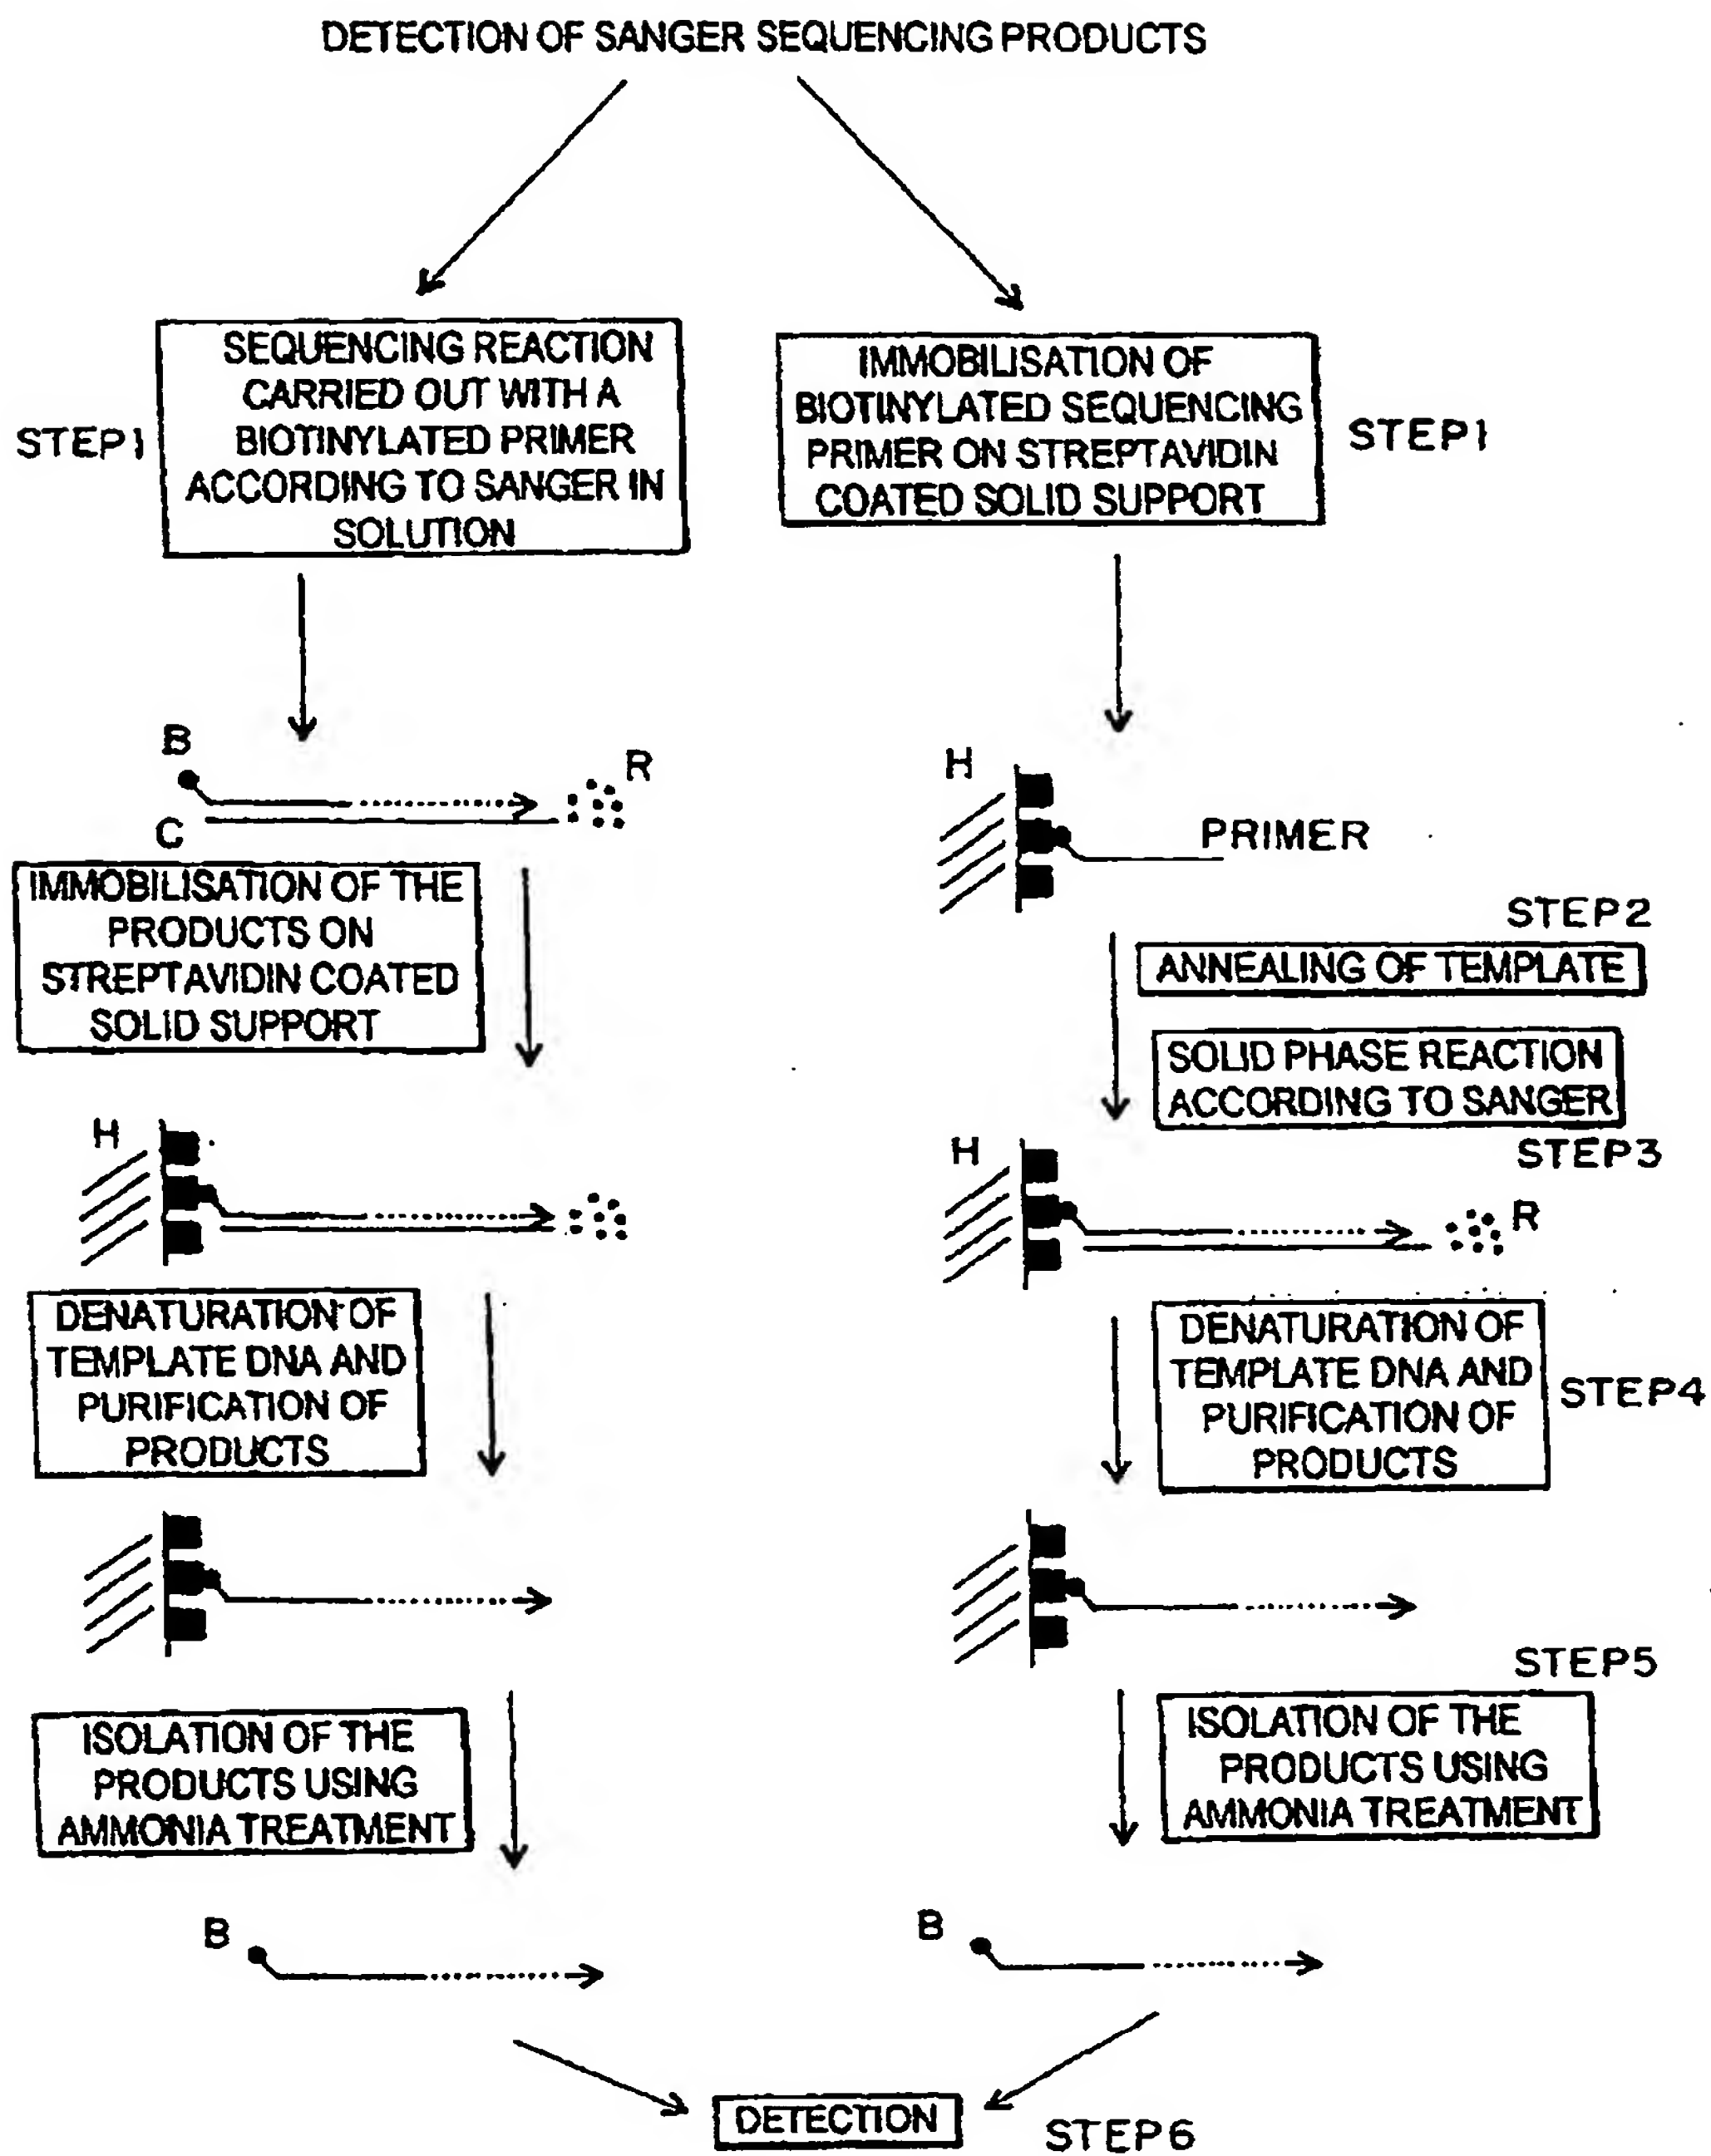 DETECTION OF SANGER SEQUENCING PRODUCTS
STEP1
SEQUENCING REACTION
CARRIED OUT WITH A
BIOTINYLATED PRIMER
ACCORDING TO SANGER IN
SOLUTION
IMMOBILISATION OF
BIOTINYLATED SEQUENCING
PRIMER ON STREPTAVIDIN
COATED SOLID SUPPORT
STEP1
B
R
C
H
PRIMER
IMMOBILISATION OF THE
PRODUCTS ON
STREPTAVIDIN COATED
SOLID SUPPORT
STEP2
ANNEALING OF TEMPLATE
SOLID PHASE REACTION
ACCORDING TO SANGER
STEP3
H
H
R
DENATURATION OF
TEMPLATE DNA AND
PURIFICATION OF
PRODUCTS
DENATURATION OF
TEMPLATE DNA AND
PURIFICATION OF
PRODUCTS
STEP4
STEP5
ISOLATION OF THE
PRODUCTS USING
AMMONIA TREATMENT
ISOLATION OF THE
PRODUCTS USING
AMMONIA TREATMENT
B
B
DETECTION
STEP6